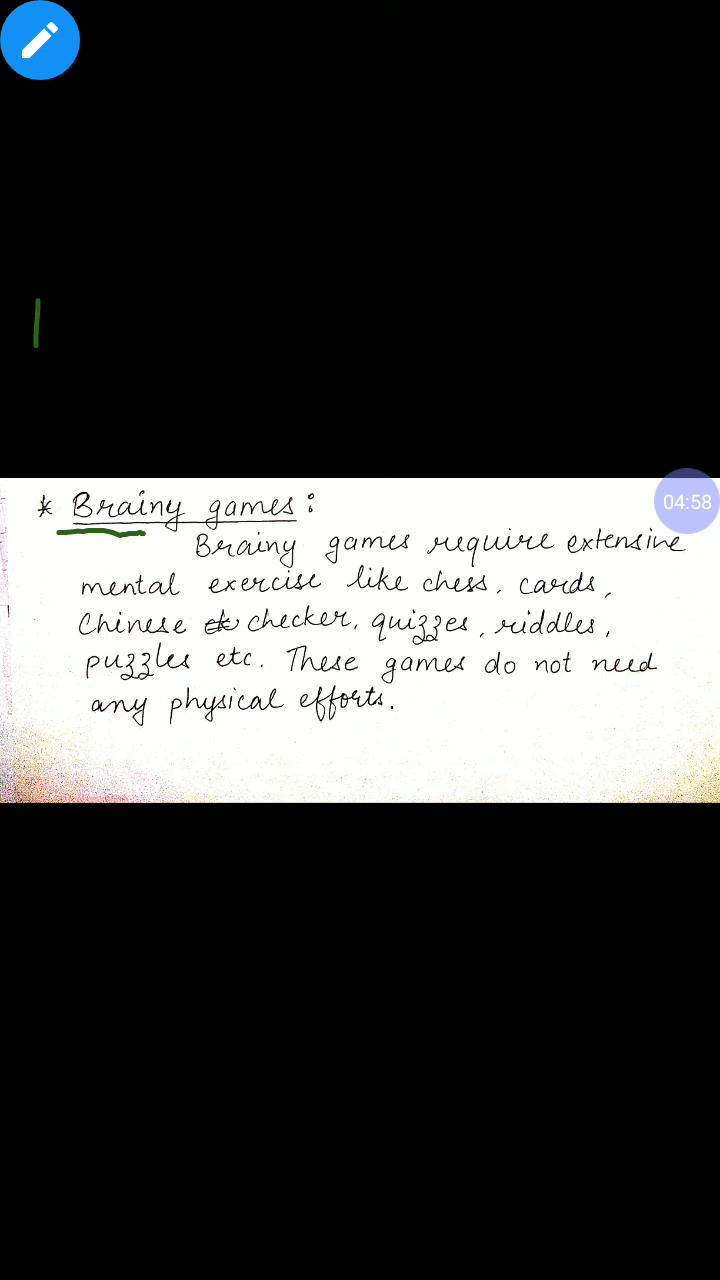 * Brainy games:
Brainy games require extensive
mental exercise like chess, cards,
Chinese checker, quizzes, riddles,
puzzles etc. These games do not need
any physical efforts.
04:58